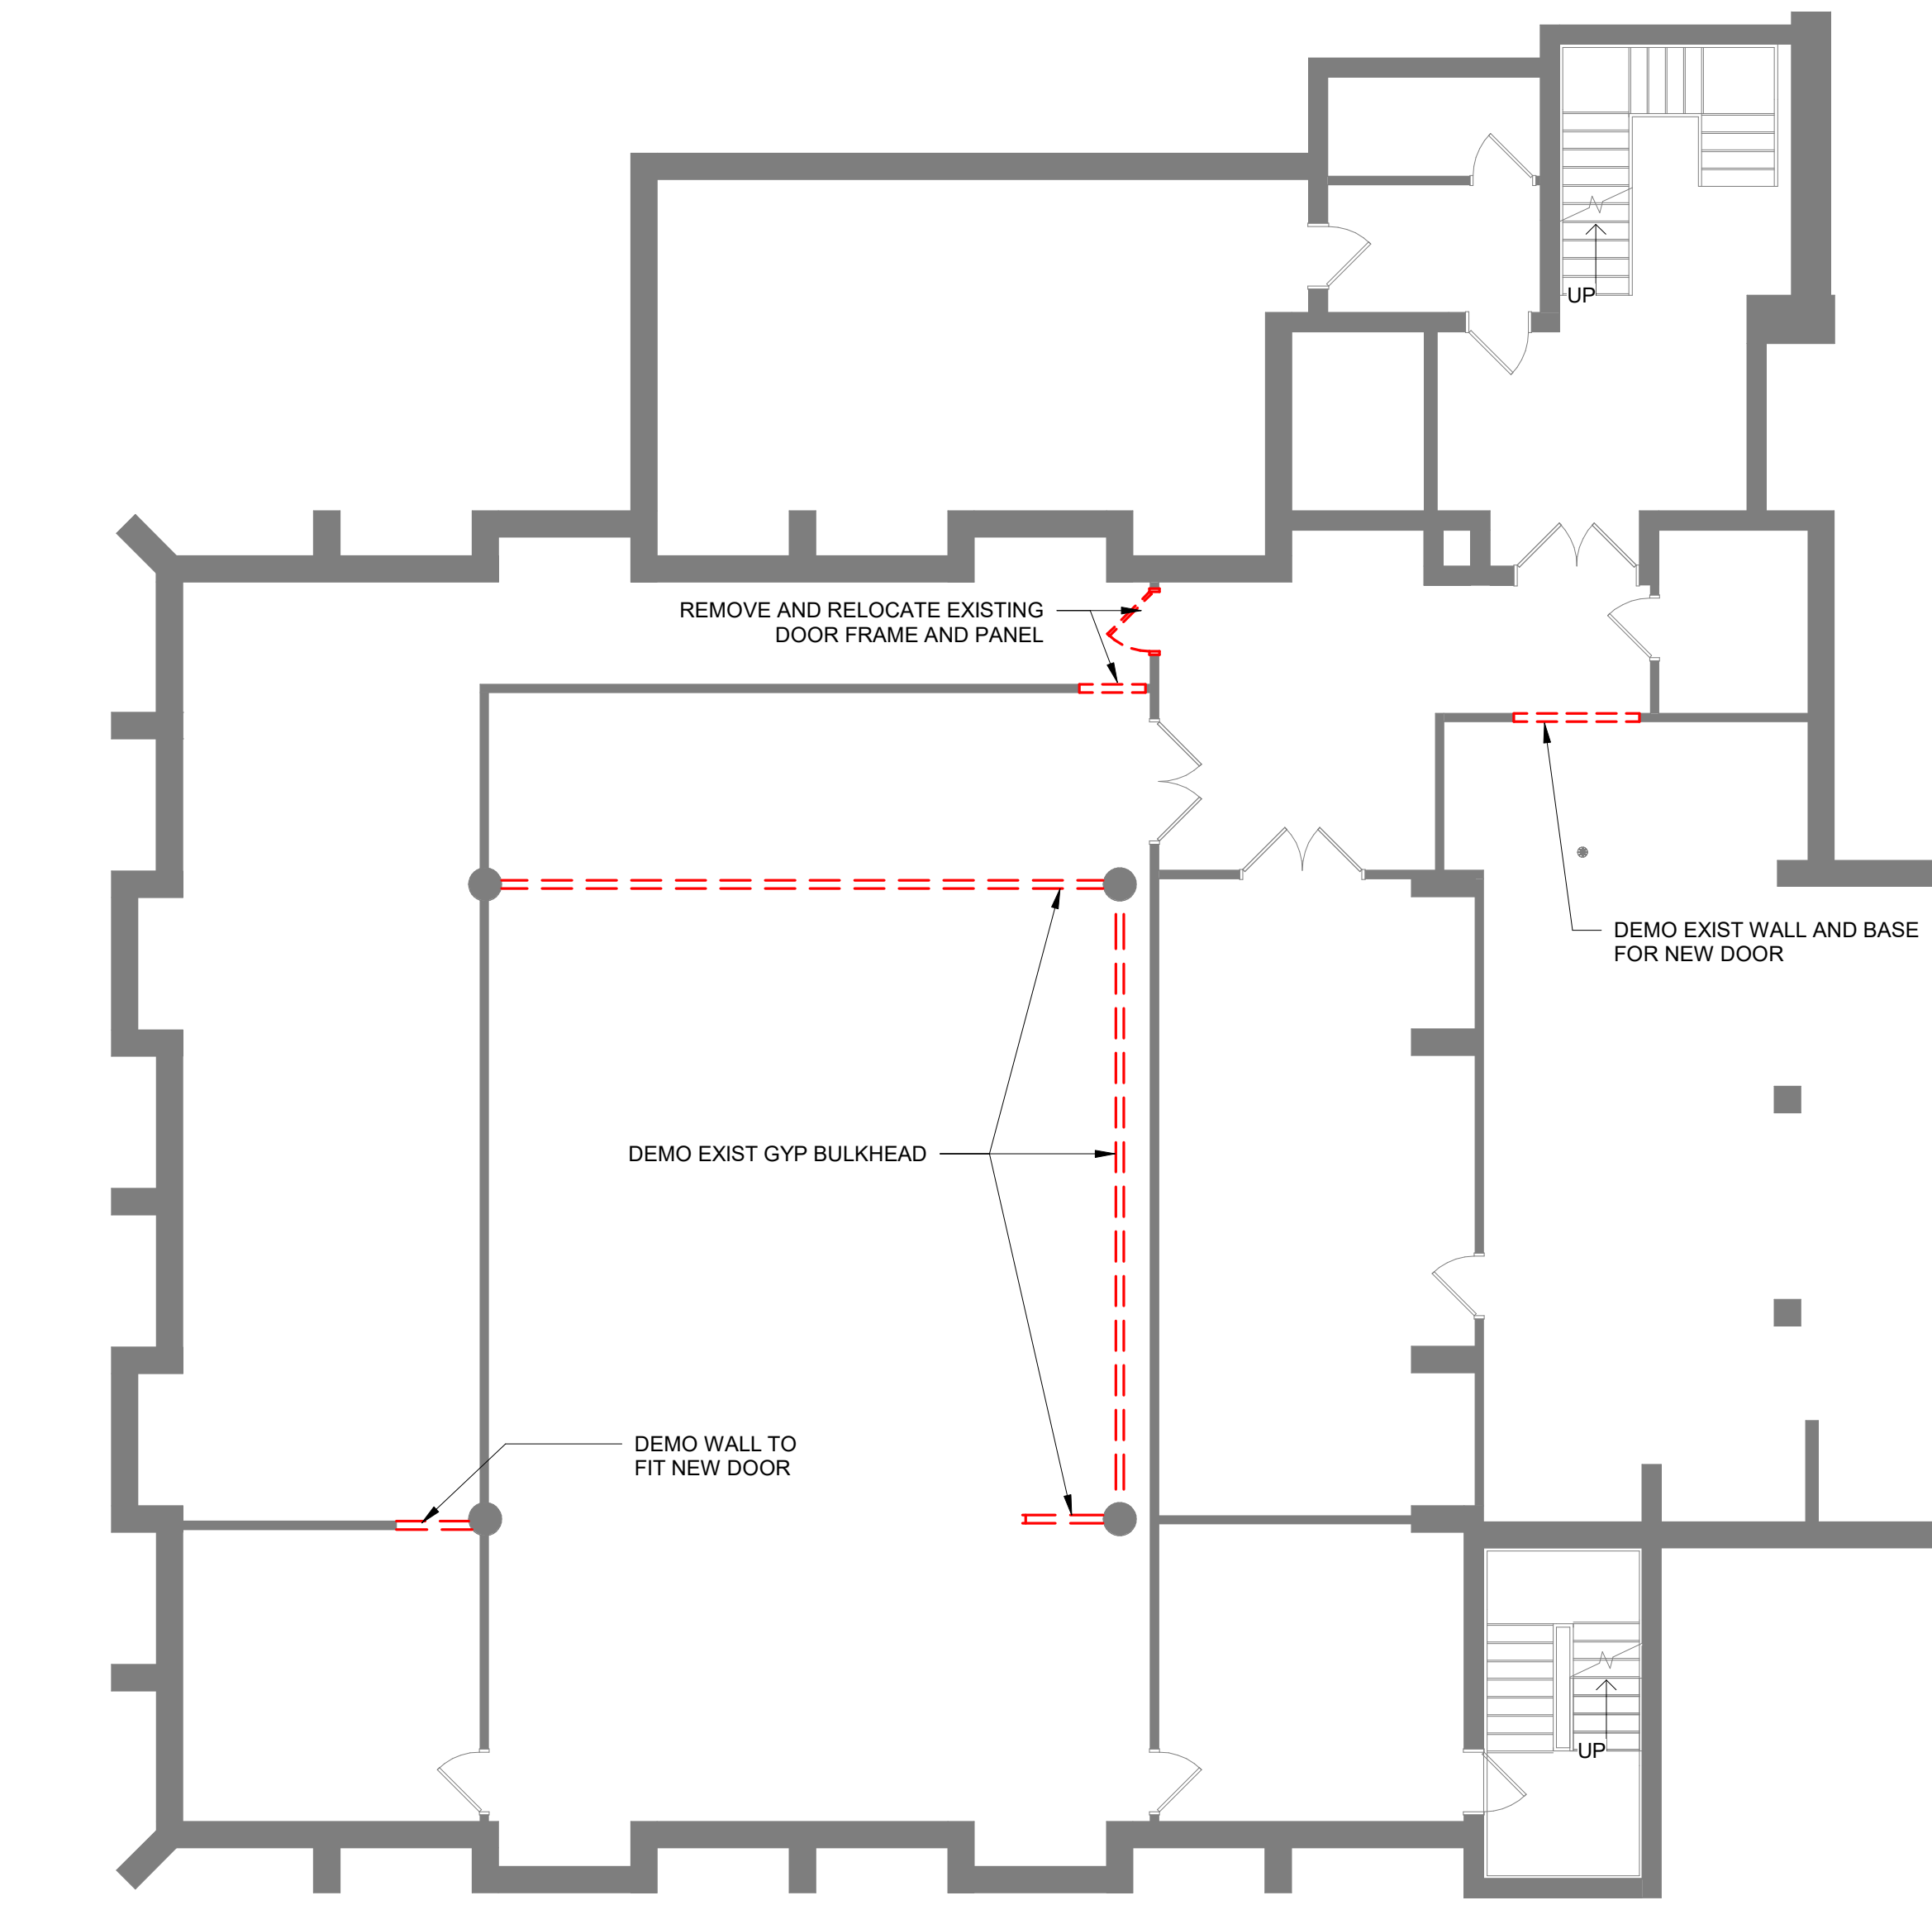 UP
REMOVE AND RELOCATE EXISTING
DOOR FRAME AND PANEL
DEMO EXIST WALL AND BASE
FOR NEW DOOR
DEMO EXIST GYP BULKHEAD
DEMO WALL TO
FIT NEW DOOR
UP